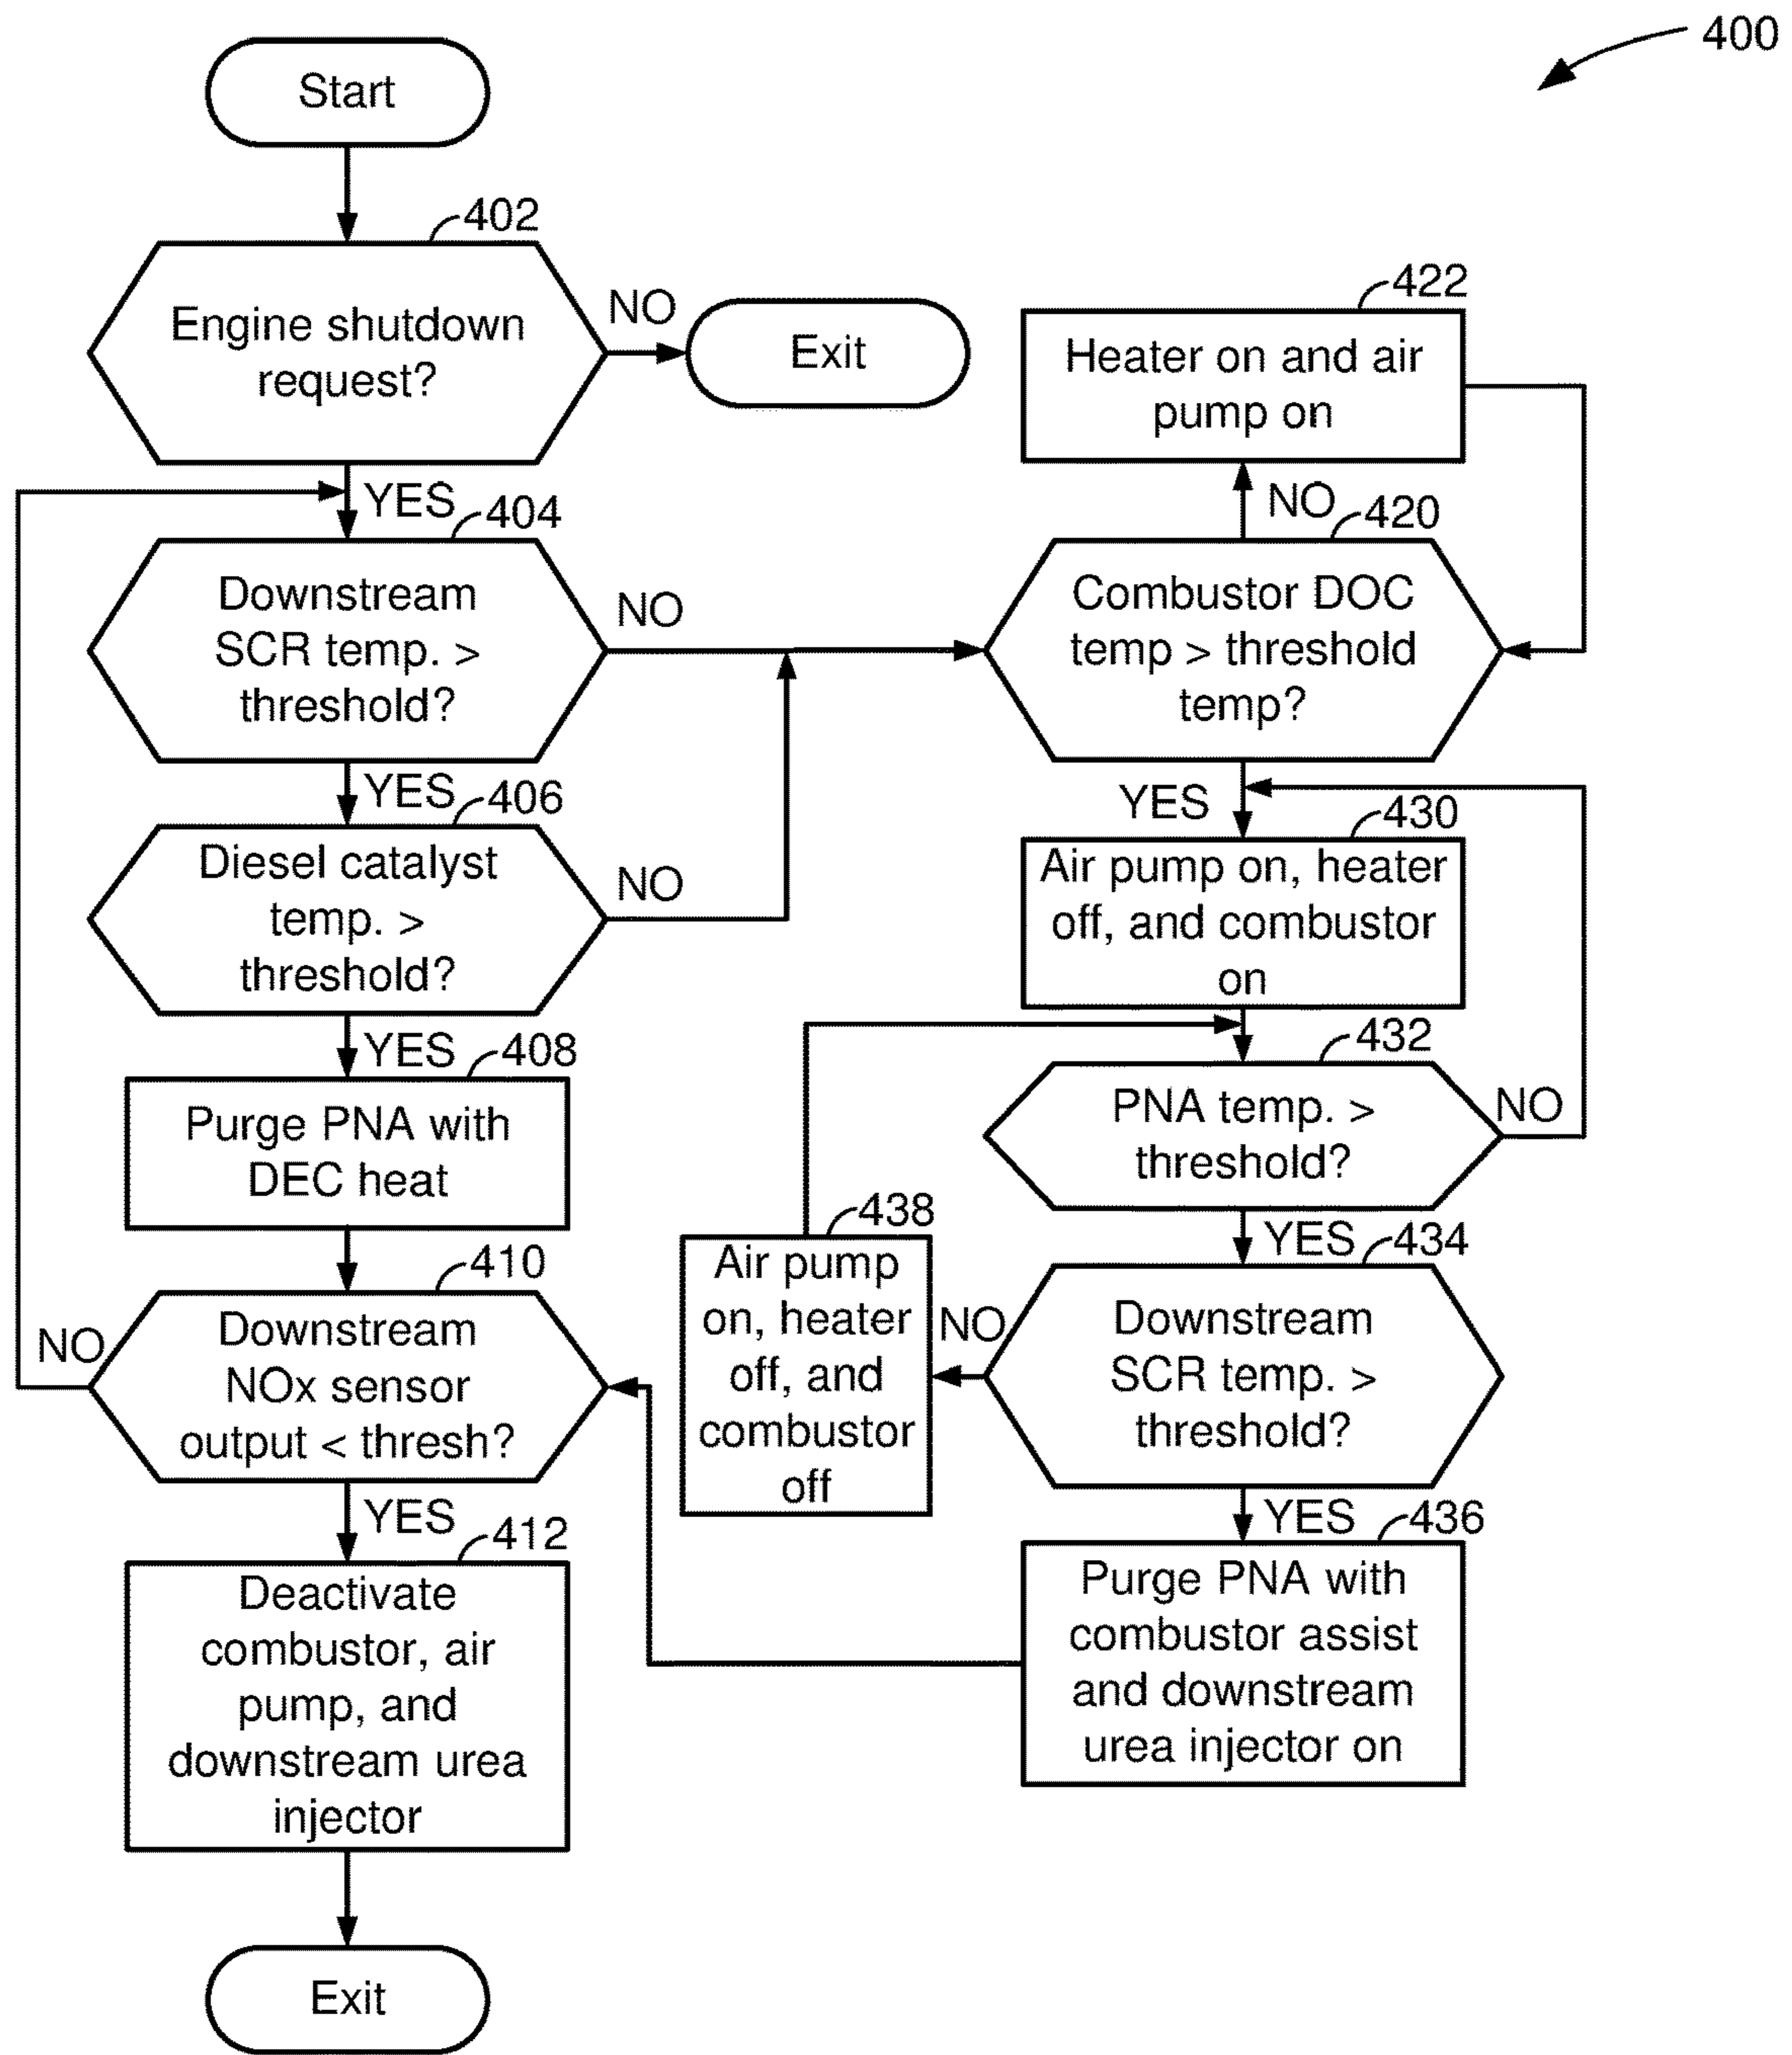 400
Start
402
Engine shutdown
request?
NO
Exit
YES
404
Downstream
SCR temp. >
threshold?
NO
YES
406
Diesel catalyst
temp. >
threshold?
NO
YES
408
Purge PNA with
DEC heat
410
Downstream
NOx sensor
output < thresh?
NO
YES
412
Deactivate
combustor, air
pump, and
downstream urea
injector
Exit
422
Heater on and air
pump on
NO
420
Combustor DOC
temp > threshold
temp?
YES
430
Air pump on, heater
off, and combustor
on
432
PNA temp. >
threshold?
NO
YES
434
Downstream
SCR temp. >
threshold?
NO
438
Air pump
on, heater
off, and
combustor
off
YES
436
Purge PNA with
combustor assist
and downstream
urea injector on